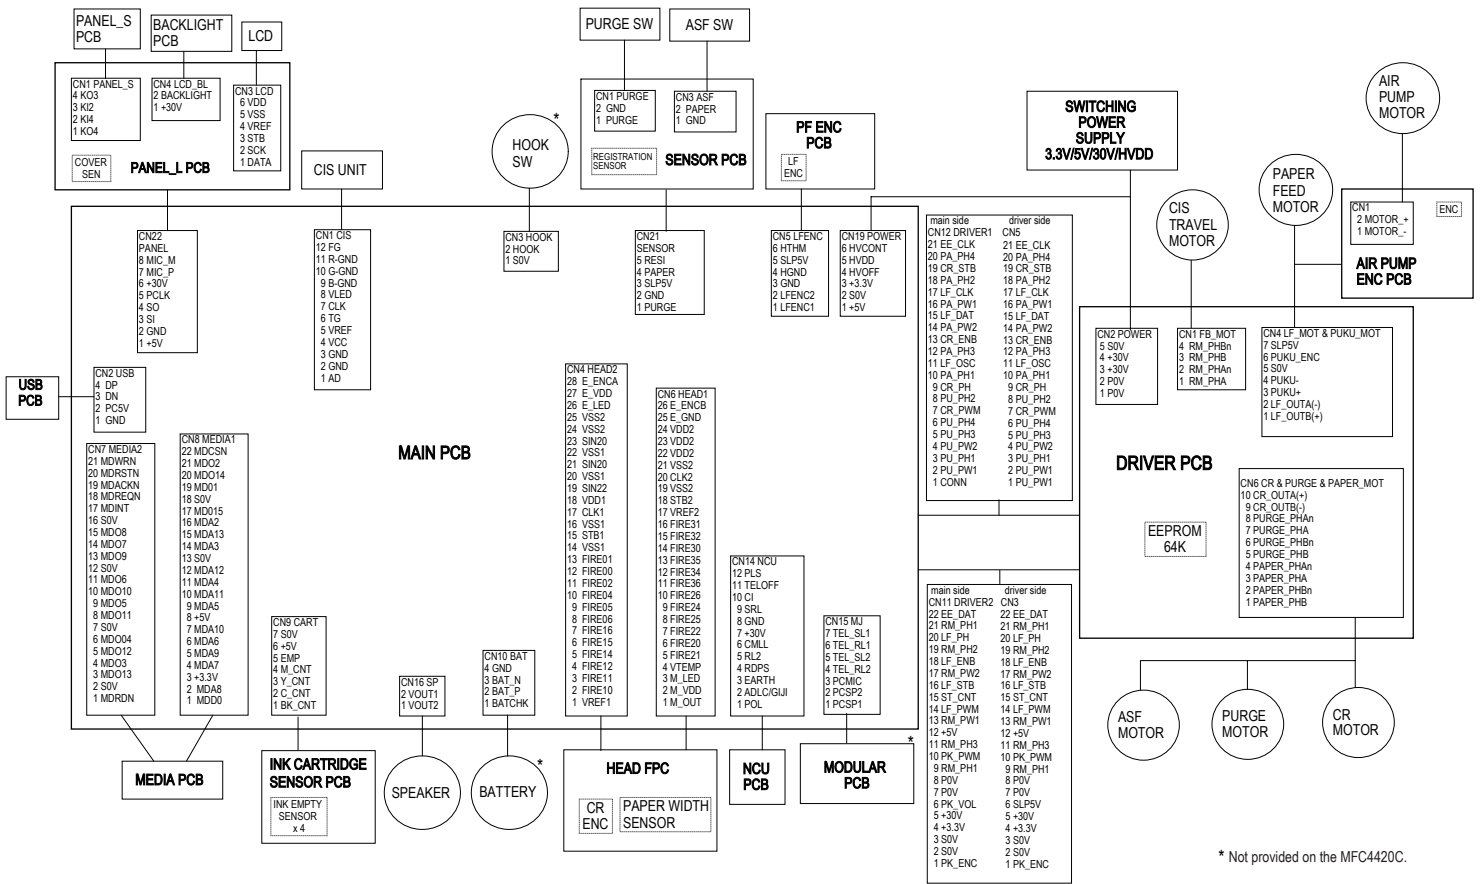 PANEL_S
PCB
BACKLIGHT
PCB
LCD
CN1 PANEL_S
4 KO3
3 KI2
2 KI4
1 KO4
CN4 LCD_BL
2 BACKLIGHT
1 +30V
CN3 LCD
6 VDD
5 VSS
4 VREF
3 STB
2 SCK
1 DATA
COVER
SEN
PANEL_L PCB
CIS UNIT
HOOK
SW
*
PURGE SW
ASF SW
CN1 PURGE
2 GND
1 PURGE
CN3 ASF
2 PAPER
1 GND
REGISTRATION
SENSOR
SENSOR PCB
PF ENC
PCB
LF
ENC
SWITCHING
POWER
SUPPLY
3.3V/5V/30V/HVDD
AIR
PUMP
MOTOR
PAPER
FEED
MOTOR
CIS
TRAVEL
MOTOR
CN1
2 MOTOR_+
1 MOTOR_-
ENC
AIR PUMP
ENC PCB
CN22
PANEL
8 MIC_M
7 MIC_P
6 +30V
5 PCLK
4 SO
3 SI
2 GND
1 +5V
CN1 CIS
12 FG
11 R-GND
10 G-GND
9 B-GND
8 VLED
7 CLK
6 TG
5 VREF
4 VCC
3 GND
2 GND
1 AD
CN3 HOOK
2 HOOK
1 S0V
CN21
SENSOR
5 RESI
4 PAPER
3 SLP5V
2 GND
1 PURGE
CN5 LFENC
6 HTHM
5 SLP5V
4 HGND
3 GND
2 LFENC2
1 LFENC1
CN19 POWER
6 HVCONT
5 HVDD
4 HVOFF
3 +3.3V
2 S0V
1 +5V
main side
CN12 DRIVER1
21 EE_CLK
20 PA_PH4
19 CR_STB
18 PA_PH2
17 LF_CLK
16 PA_PW1
15 LF_DAT
14 PA_PW2
13 CR_ENB
12 PA_PH3
11 LF_OSC
10 PA_PH1
9 CR_PH
8 PU_PH2
7 CR_PWM
6 PU_PH4
5 PU_PH3
4 PU_PW2
3 PU_PH1
2 PU_PW1
1 CONN
driver side
CN5
21 EE_CLK
20 PA_PH4
19 CR_STB
18 PA_PH2
17 LF_CLK
16 PA_PW1
15 LF_DAT
14 PA_PW2
13 CR_ENB
12 PA_PH3
11 LF_OSC
10 PA_PH1
9 CR_PH
8 PU_PH2
7 CR_PWM
6 PU_PH4
5 PU_PH3
4 PU_PW2
3 PU_PH1
2 PU_PW1
1 PU_PW1
CN2 POWER
5 S0V
4 +30V
3 +30V
2 P0V
1 P0V
CN1 FB_MOT
4 RM_PHBn
3 RM_PHB
2 RM_PHAn
1 RM_PHA
CN4 LF_MOT & PUKU_MOT
7 SLP5V
6 PUKU_ENC
5 S0V
4 PUKU-
3 PUKU+
2 LF_OUTA(-)
1 LF_OUTB(+)
USB
PCB
CN2 USB
4 DP
3 DN
2 PC5V
1 GND
MAIN PCB
DRIVER PCB
EEPROM
64K
CN6 CR & PURGE & PAPER_MOT
10 CR_OUTA(+)
9 CR_OUTB(-)
8 PURGE_PHAn
7 PURGE_PHA
6 PURGE_PHBn
5 PURGE_PHB
4 PAPER_PHAn
3 PAPER_PHA
2 PAPER_PHBn
1 PAPER_PHB
CN7 MEDIA2
21 MDWRN
20 MDRSTN
19 MDACKN
18 MDREQN
17 MDINT
16 S0V
15 MDO8
14 MDO7
13 MDO9
12 S0V
11 MDO6
10 MDO10
9 MDO5
8 MDO11
7 S0V
6 MDO04
5 MDO12
4 MDO3
3 MDO13
2 S0V
1 MDRDN
CN8 MEDIA1
22 MDCSN
21 MDO2
20 MDO14
19 MD01
18 S0V
17 MD015
16 MDA2
15 MDA13
14 MDA3
13 S0V
12 MDA12
11 MDA4
10 MDA11
9 MDA5
8 +5V
7 MDA10
6 MDA6
5 MDA9
4 MDA7
3 +3.3V
2 MDA8
1 MDD0
CN9 CART
7 S0V
6 +5V
5 EMP
4 M_CNT
3 Y_CNT
2 C_CNT
1 BK_CNT
CN16 SP
2 VOUT1
1 VOUT2
CN10 BAT
4 GND
3 BAT_N
2 BAT_P
1 BATCHK
CN4 HEAD2
28 E_ENCA
27 E_VDD
26 E_LED
25 VSS2
24 VSS2
23 SIN20
22 VSS1
21 SIN20
20 VSS1
19 SIN22
18 VDD1
17 CLK1
16 VSS1
15 STB1
14 VSS1
13 FIRE01
12 FIRE00
11 FIRE02
10 FIRE04
9 FIRE05
8 FIRE06
7 FIRE16
6 FIRE15
5 FIRE14
4 FIRE12
3 FIRE11
2 FIRE10
1 VREF1
CN6 HEAD1
26 E_ENCB
25 E_GND
24 VDD2
23 VDD2
22 VDD2
21 VSS2
20 CLK2
19 VSS2
18 STB2
17 VREF2
16 FIRE31
15 FIRE32
14 FIRE30
13 FIRE35
12 FIRE34
11 FIRE36
10 FIRE26
9 FIRE24
8 FIRE25
7 FIRE22
6 FIRE20
5 FIRE21
4 VTEMP
3 M_LED
2 M_VDD
1 M_OUT
CN14 NCU
12 PLS
11 TELOFF
10 CI
9 SRL
8 GND
7 +30V
6 CMLL
5 RL2
4 RDPS
3 EARTH
2 ADLC/GIJI
1 POL
CN15 MJ
7 TEL_SL1
6 TEL_RL1
5 TEL_SL2
4 TEL_RL2
3 PCMIC
2 PCSP2
1 PCSP1
main side
CN11 DRIVER2
22 EE_DAT
21 RM_PH1
20 LF_PH
19 RM_PH2
18 LF_ENB
17 RM_PW2
16 LF_STB
15 ST_CNT
14 LF_PWM
13 RM_PW1
12 +5V
11 RM_PH3
10 PK_PWM
9 RM_PH1
8 P0V
7 P0V
6 PK_VOL
5 +30V
4 +3.3V
3 S0V
2 S0V
1 PK_ENC
driver side
CN3
22 EE_DAT
21 RM_PH1
20 LF_PH
19 RM_PH2
18 LF_ENB
17 RM_PW2
16 LF_STB
15 ST_CNT
14 LF_PWM
13 RM_PW1
12 +5V
11 RM_PH3
10 PK_PWM
9 RM_PH1
8 P0V
7 P0V
6 SLP5V
5 +30V
4 +3.3V
3 S0V
2 S0V
1 PK_ENC
ASF
MOTOR
PURGE
MOTOR
CR
MOTOR
MEDIA PCB
INK CARTRIDGE
SENSOR PCB
INK EMPTY
SENSOR
x 4
SPEAKER
BATTERY
*
HEAD FPC
CR
ENC
PAPER WIDTH
SENSOR
NCU
PCB
MODULAR
PCB
*
* Not provided on the MFC4420C.